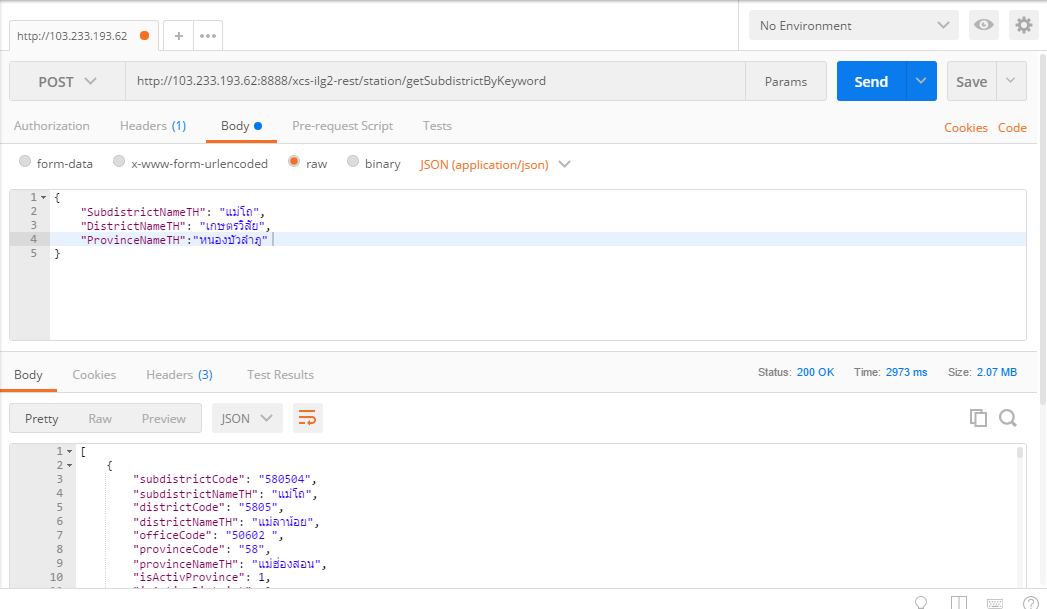 http://103.233.193.62
No Environment
POST http://103.233.193.62:8888/xcs-ilg2-rest/station/getSubdistrictByKeyword Params Send Save
Authorization Headers (1) Body Pre-request Script Tests Cookies Code
form-data x-www-form-urlencoded raw binary JSON (application/json)
1 {
2 "SubdistrictNameTH": "แม่โถ",
3 "DistrictNameTH": "เกษตรวิสัย",
4 "ProvinceNameTH":"หนองบัวลำภู"
5 }
Body Cookies Headers (3) Test Results Status: 200 OK Time: 2973 ms Size: 2.07 MB
Pretty Raw Preview JSON
1 [
2 {
3 "subdistrictCode": "580504",
4 "subdistrictNameTH": "แม่โถ",
5 "districtCode": "5805",
6 "districtNameTH": "แม่ลาน้อย",
7 "officeCode": "50602 ",
8 "provinceCode": "58",
9 "provinceNameTH": "แม่ฮ่องสอน",
10 "isActivProvince": 1,